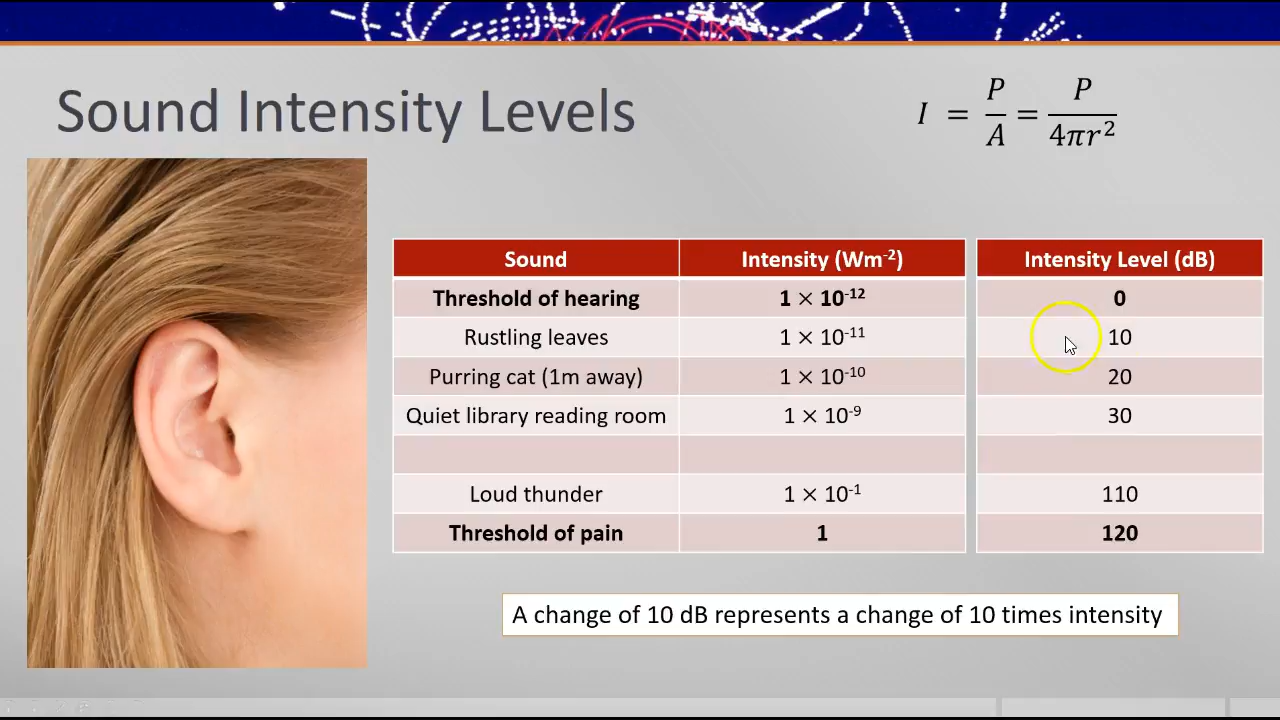 Sound Intensity Levels
I = P/A = P/4πr²
Sound Intensity (Wm⁻²) Intensity Level (dB)
Threshold of hearing 1 × 10⁻¹² 0
Rustling leaves 1 × 10⁻¹¹ 10
Purring cat (1m away) 1 × 10⁻¹⁰ 20
Quiet library reading room 1 × 10⁻⁹ 30
Loud thunder 1 × 10⁻¹ 110
Threshold of pain 1 120
A change of 10 dB represents a change of 10 times intensity